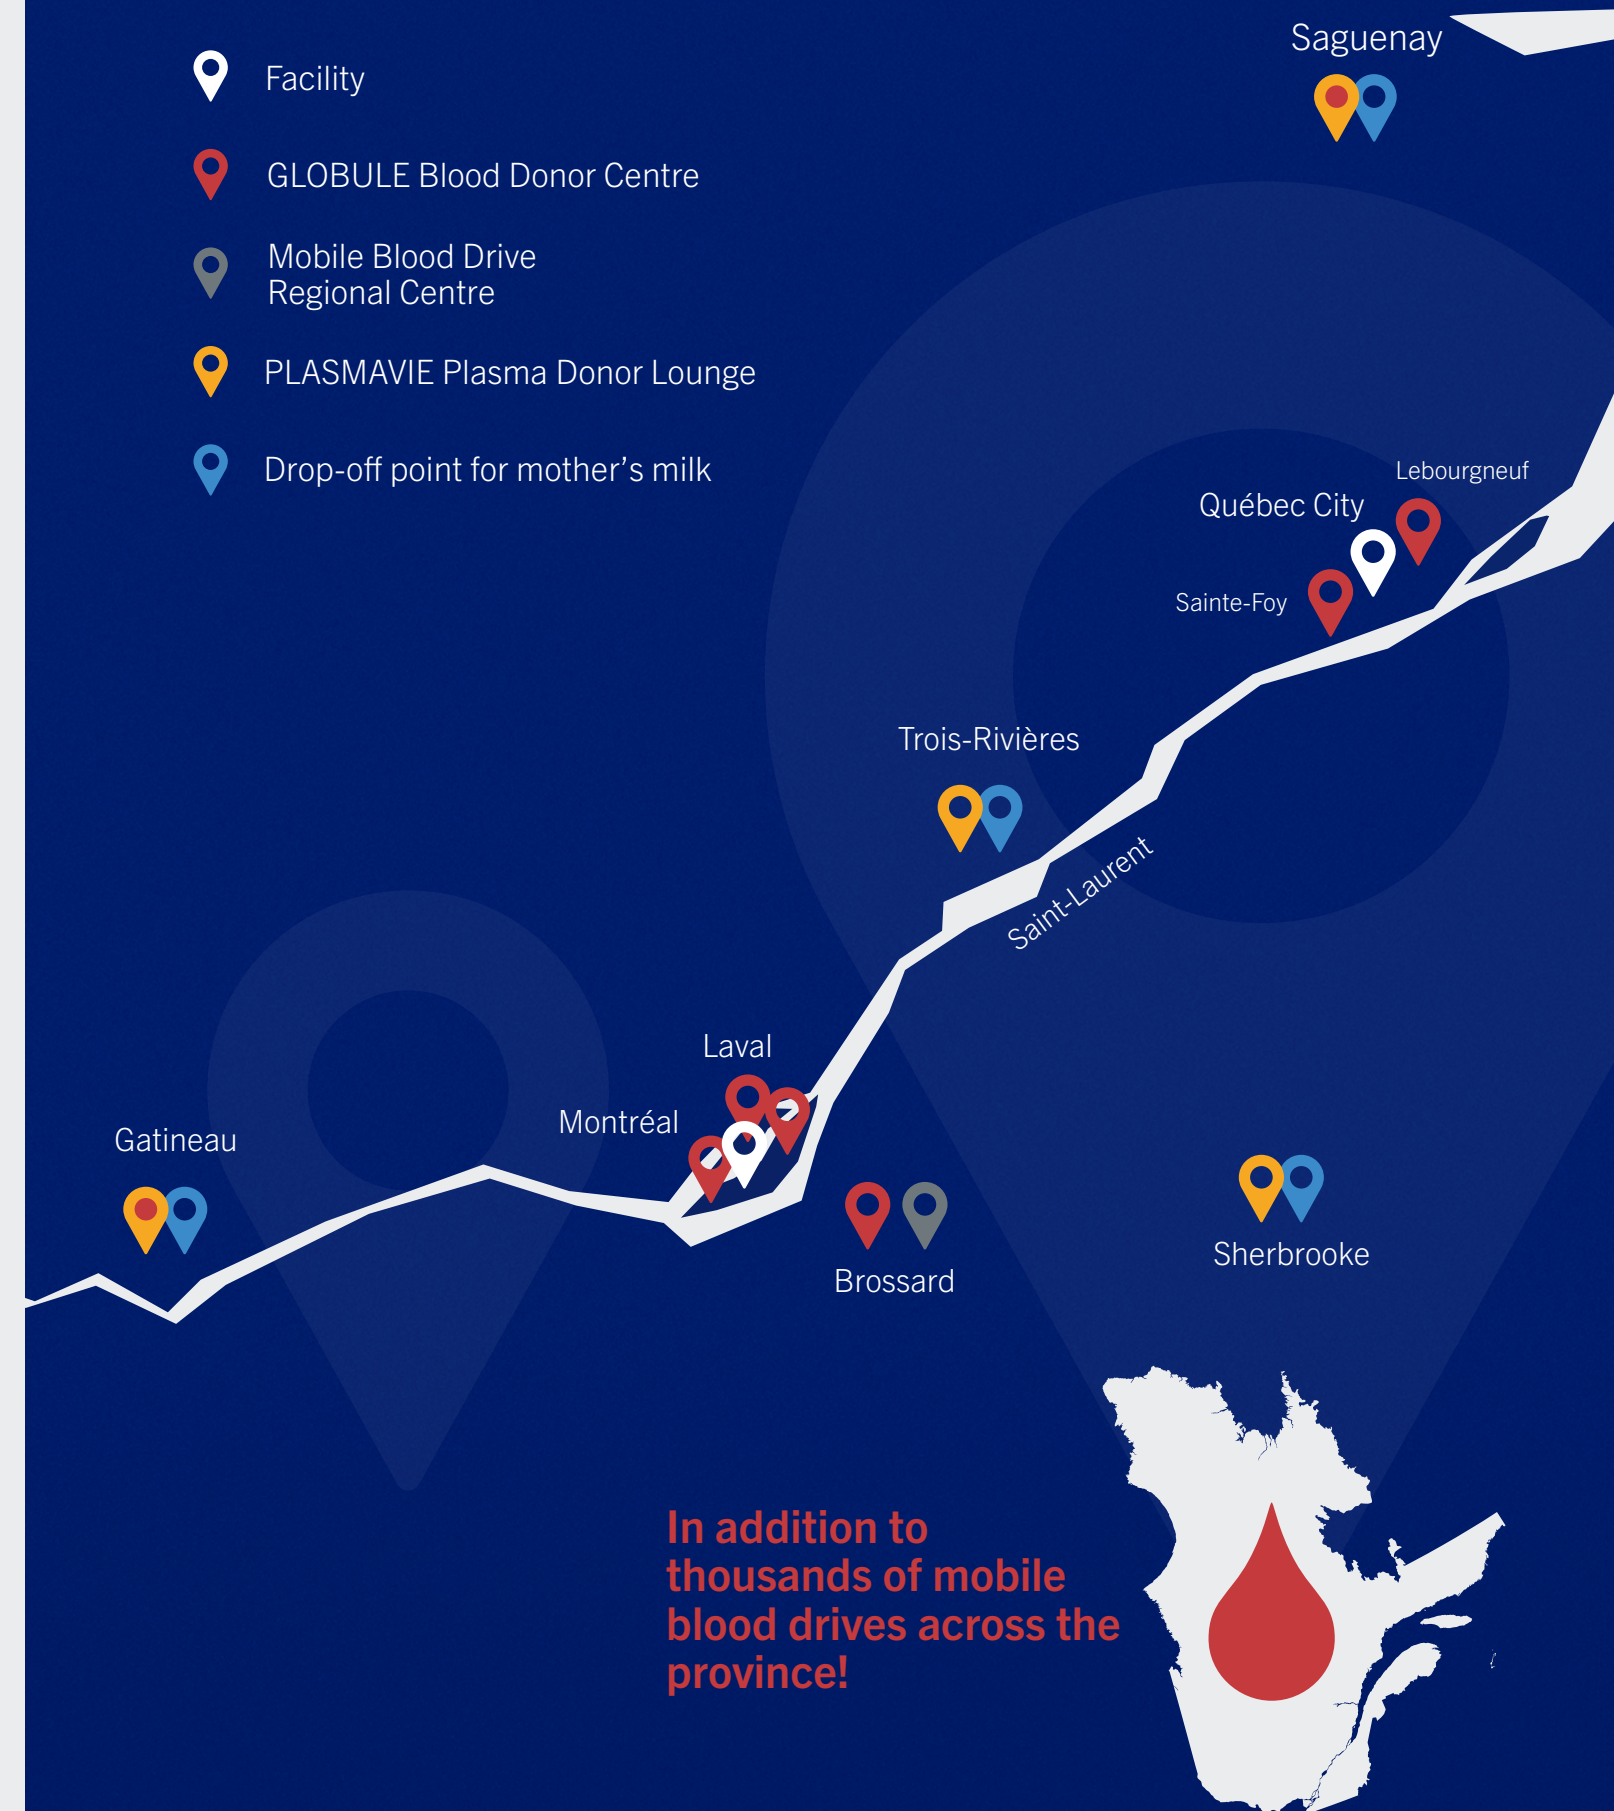 Saguenay
Facility
GLOBULE Blood Donor Centre
Mobile Blood Drive
Regional Centre
PLASMAVIE Plasma Donor Lounge
Drop-off point for mother’s milk
Lebourgneuf
Québec City
Sainte-Foy
Trois-Rivières
Saint-Laurent
Laval
Montréal
Gatineau
Sherbrooke
Brossard
In addition to
thousands of mobile
blood drives across the
province!